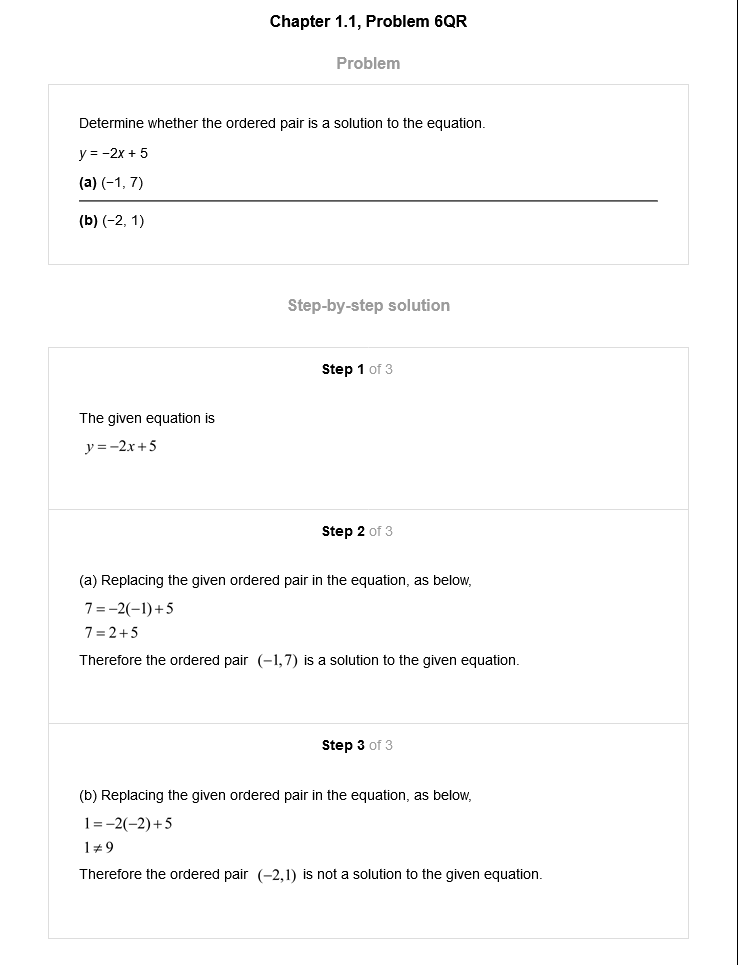 Chapter 1.1, Problem 6QR
Problem
Determine whether the ordered pair is a solution to the equation.
y = −2x + 5
(a) (−1, 7)
(b) (−2, 1)
Step-by-step solution
Step 1 of 3
The given equation is
y = −2x + 5
Step 2 of 3
(a) Replacing the given ordered pair in the equation, as below,
7 = −2(−1) + 5
7 = 2 + 5
Therefore the ordered pair (−1, 7) is a solution to the given equation.
Step 3 of 3
(b) Replacing the given ordered pair in the equation, as below,
1 = −2(−2) + 5
1 ≠ 9
Therefore the ordered pair (−2, 1) is not a solution to the given equation.